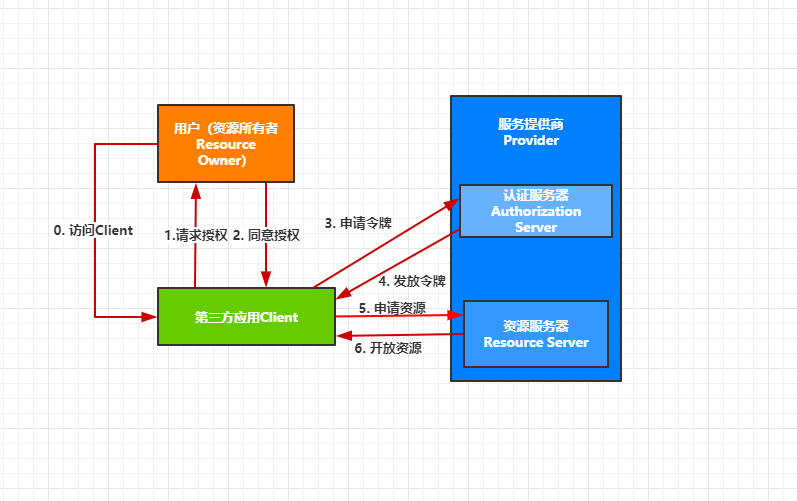 用户（资源所有者
Resource
Owner）
服务提供商
Provider
认证服务器
Authorization
Server
0. 访问Client
1.请求授权
2. 同意授权
3. 申请令牌
4. 发放令牌
第三方应用Client
5. 申请资源
6. 开放资源
资源服务器
Resource Server